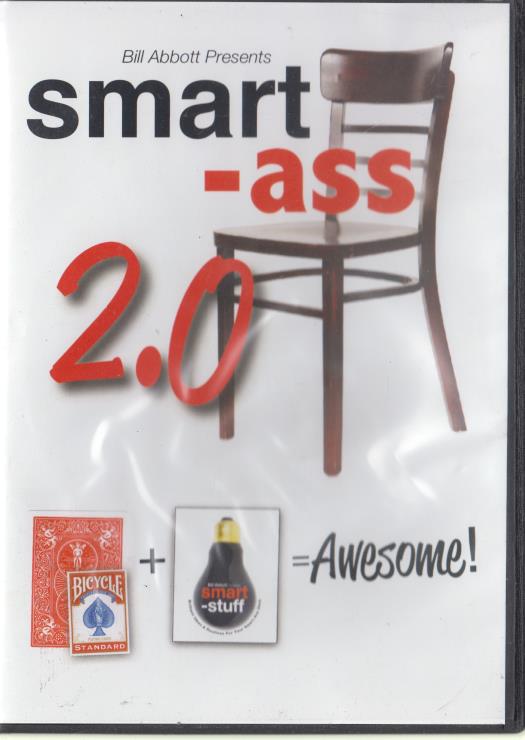 Bill Abbott Presents
smart
-ass
2.0
BICYCLE
STANDARD
+
smart
-stuff
=Awesome!